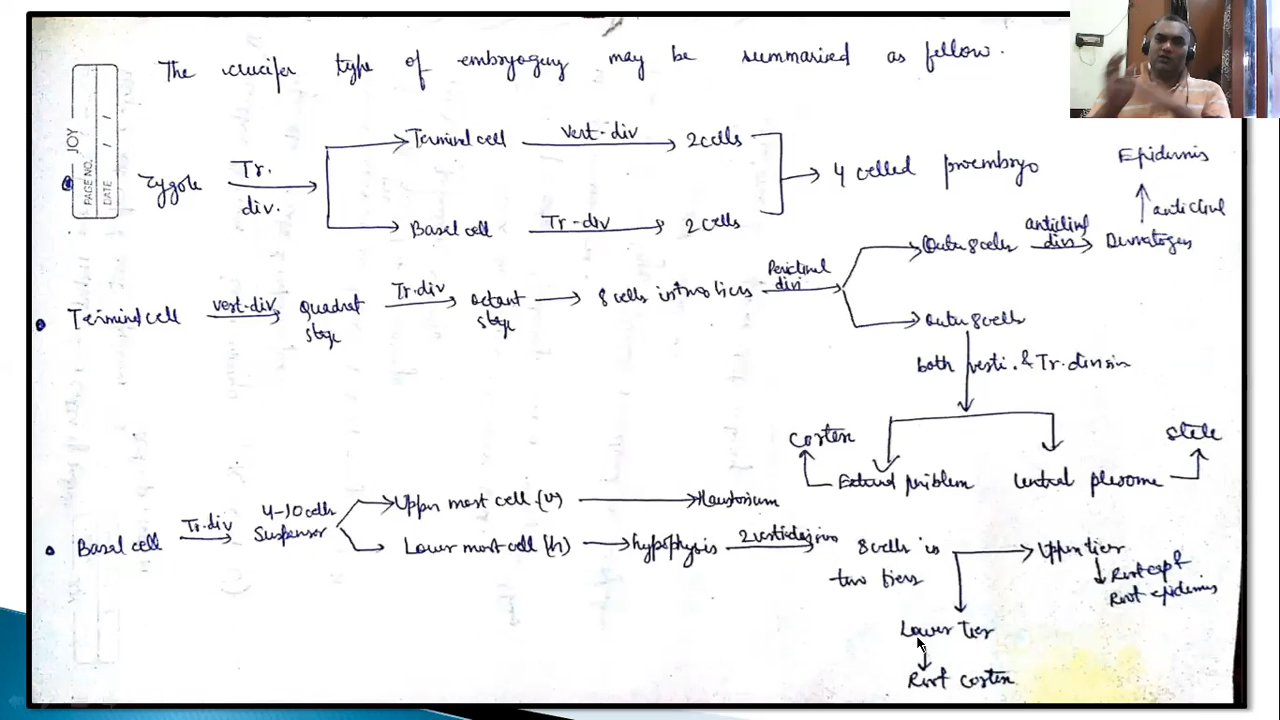 The crucifer type of embryoguy may be summarised as follow.
JOY
PAGE NO.
DATE / /
Zygote Tr. div. Terminal cell vert-div 2 cells
Basal cell Tr-div 2 cells
4 celled proembryo
Epidermis
anticlinal
Terminal cell vert-div quadrat stage Tr.div octant stage 8 cells in two tiers Periclinal div
Outer 8 cells anticlinal div Dermatogen
Outer 8 cells
both verti. & Tr. division
Cortex
Stele
External problem
central plerome
Basal cell Tr.div 4-10 cells Suspensor
Upper most cell (v) Haustorium
Lower most cell (h) hypophysis 2 verti division 8 cells is two tiers
Upper tier
Root cap & Root epidermis
Lower tier
Root cortex